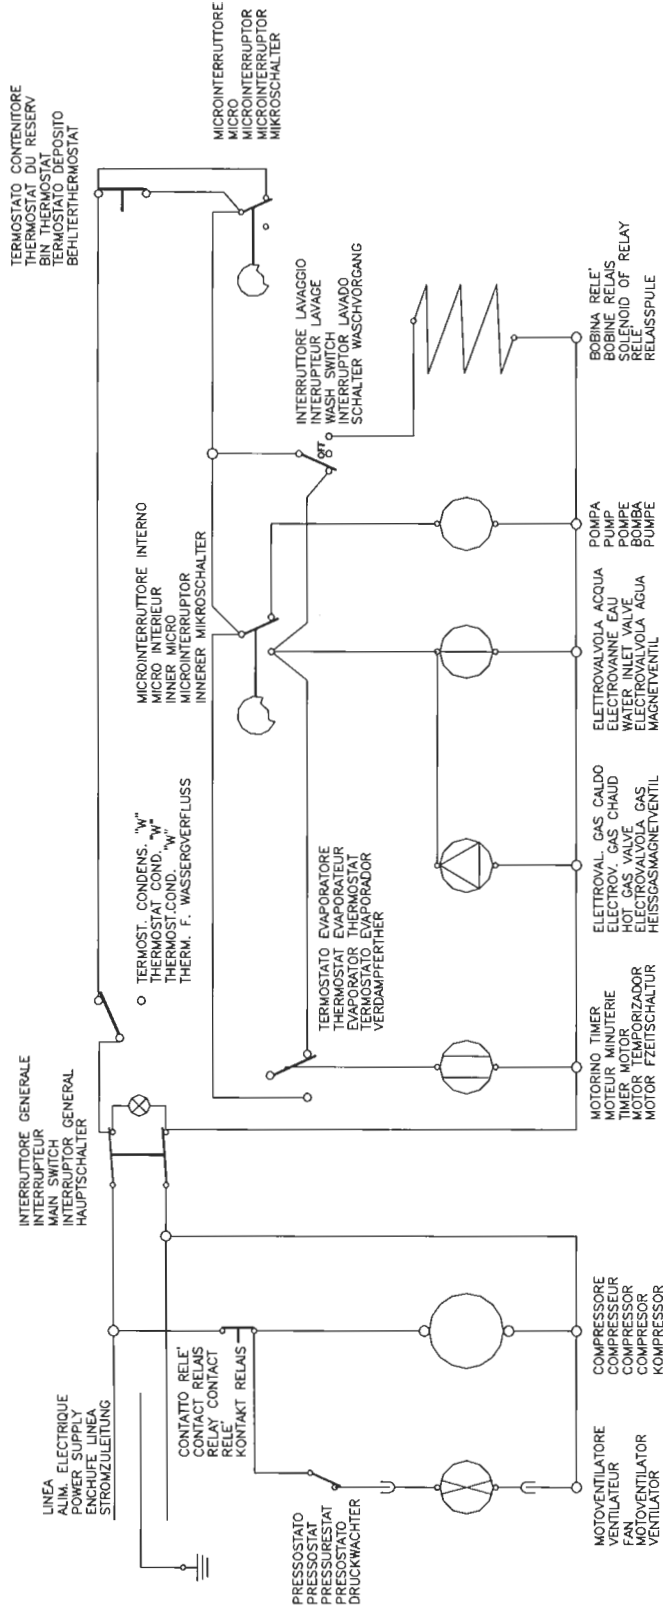 LINEA
ALIM. ELECTRIQUE
POWER SUPPLY
ENCHUFE LINEA
STROMZULEITUNG
INTERRUTTORE GENERALE
INTERRUPTEUR
MAIN SWITCH
INTERRUPTOR GENERAL
HAUPTSCHALTER
TERMOSTATO CONTENITORE
THERMOSTAT DU RESERV
BIN THERMOSTAT
TERMOSTATO DEPOSITO
BEHLTERTHERMOSTAT
TERMOST. CONDENS. "W"
THERMOSTAT COND. "W"
THERMOST.COND. "W"
THERM. F. WASSERGVERFLUSS
MICROINTERRUTTORE INTERNO
MICRO INTERIEUR
INNER MICRO
MICROINTERRUPTOR
INNERER MIKROSCHALTER
MICROINTERRUTTORE
MICRO
MICROINTERRUPTOR
MICROINTERRUPTOR
MIKROSCHALTER
CONTATTO RELE'
CONTACT RELAIS
RELAY CONTACT
RELE'
KONTAKT RELAIS
PRESSOSTATO
PRESSOSTAT
PRESSURESTAT
PRESOSTATO
DRUCKWACHTER
TERMOSTATO EVAPORATORE
THERMOSTAT EVAPORATEUR
EVAPORATOR THERMOSTAT
TERMOSTATO EVAPORADOR
VERDAMPFERTHER
INTERRUTTORE LAVAGGIO
INTERUPTEUR LAVAGE
WASH SWITCH
INTERRUPTOR LAVADO
SCHALTER WASCHVORGANG
OFF
MOTOVENTILATORE
VENTILATEUR
FAN
MOTOVENTILATOR
VENTILATOR
COMPRESSORE
COMPRESSEUR
COMPRESSOR
COMPRESOR
KOMPRESSOR
MOTORINO TIMER
MOTEUR MINUTERIE
TIMER MOTOR
MOTOR TEMPORIZADOR
MOTOR FZEITSCHALTUR
ELETTROVAL. GAS CALDO
ELECTROV. GAS CHAUD
HOT GAS VALVE
ELECTROVALVOLA GAS
HEISSGASMAGNETVENTIL
ELETTROVALVOLA ACQUA
ELECTROVANNE EAU
WATER INLET VALVE
ELECTROVALVOLA AGUA
MAGNETVENTIL
POMPA
PUMP
POMPE
BOMBA
PUMPE
BOBINA RELE'
BOBINE RELAIS
SOLENOID OF RELAY
RELE'
RELAISSPULE